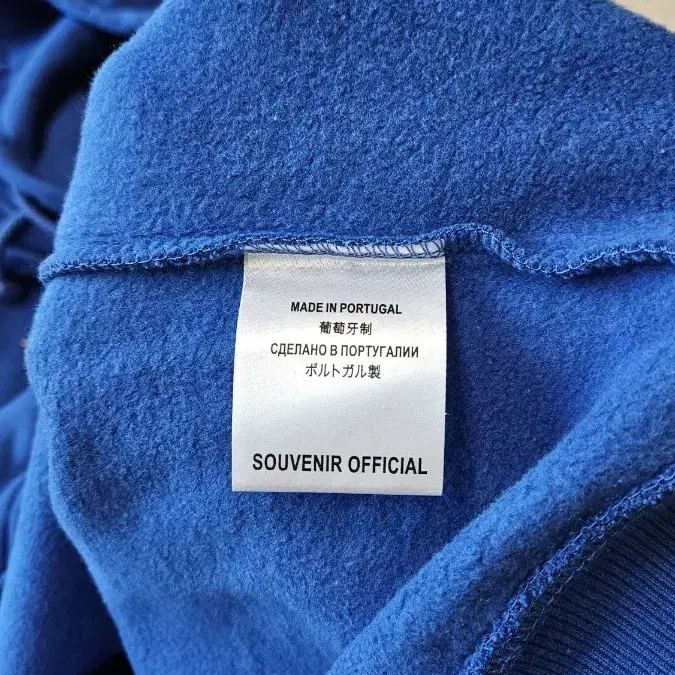 MADE IN PORTUGAL
葡萄牙制
СДЕЛАНО В ПОРТУГАЛИИ
ポルトガル製
SOUVENIR OFFICIAL